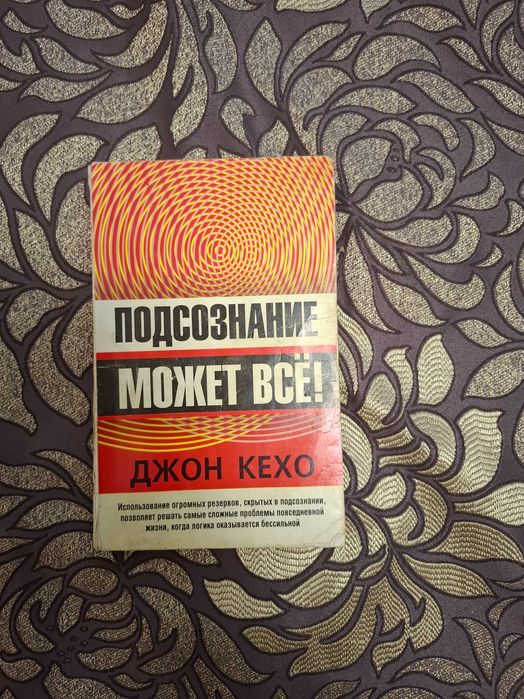 ПОДСОЗНАНИЕ
МОЖЕТ ВСЁ!
ДЖОН КЕХО
Использование огромных резервов, скрытых в подсознании,
позволяет решать самые сложные проблемы повседневной
жизни, когда логика оказывается бессильной